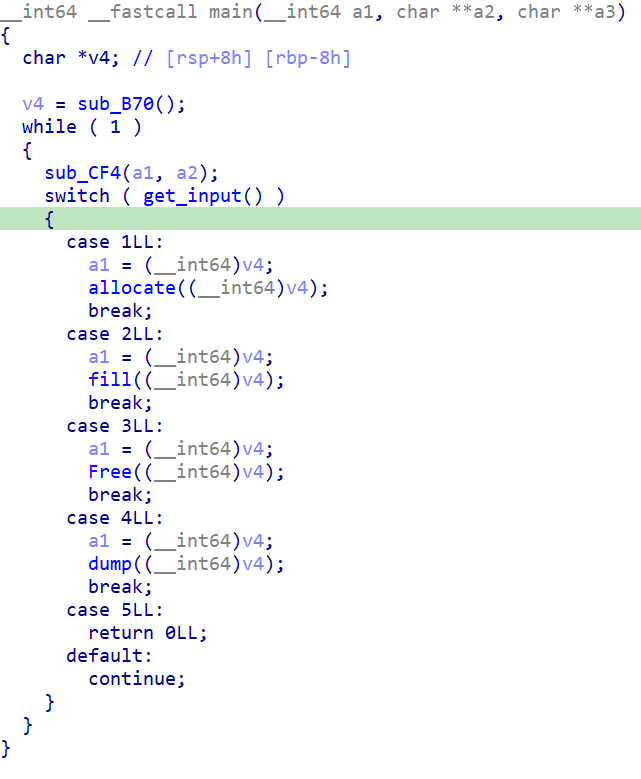 __int64 __fastcall main(__int64 a1, char **a2, char **a3)
{
  char *v4; // [rsp+8h] [rbp-8h]

  v4 = sub_B70();
  while ( 1 )
  {
    sub_CF4(a1, a2);
    switch ( get_input() )
    {
      case 1LL:
        a1 = (__int64)v4;
        allocate((__int64)v4);
        break;
      case 2LL:
        a1 = (__int64)v4;
        fill((__int64)v4);
        break;
      case 3LL:
        a1 = (__int64)v4;
        Free((__int64)v4);
        break;
      case 4LL:
        a1 = (__int64)v4;
        dump((__int64)v4);
        break;
      case 5LL:
        return 0LL;
      default:
        continue;
    }
  }
}